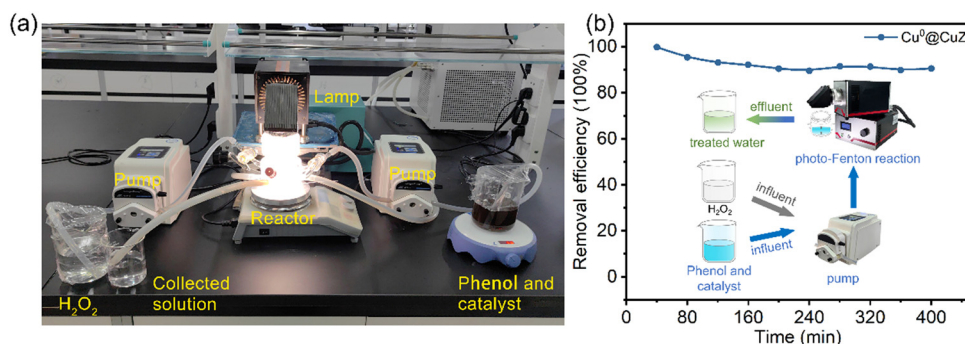 (a)
Lamp
Pump
Pump
Reactor
H₂O₂
Collected
solution
Phenol and
catalyst
(b)
Removal efficiency (100%)
100
80
60
40
20
0
Cu⁰@CuZ
effluent
treated water
photo-Fenton reaction
H₂O₂
influent
influent
Phenol and
catalyst
pump
0 80 160 240 320 400
Time (min)